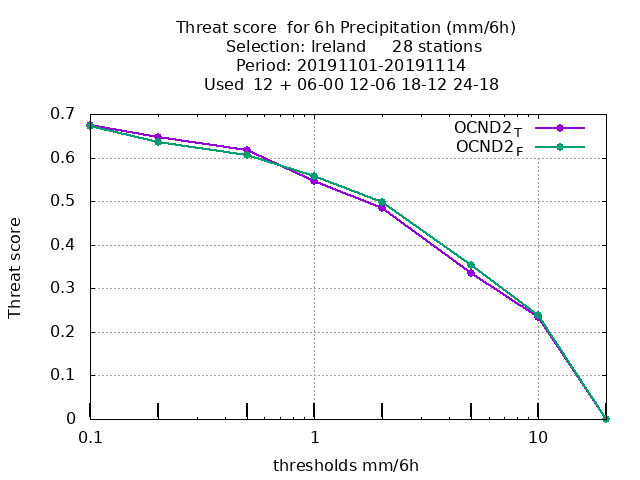 Threat score  for 6h Precipitation (mm/6h)
Selection: Ireland     28 stations
Period: 20191101-20191114
Used  12 + 06-00 12-06 18-12 24-18
OCND2T
OCND2F
0.7
0.6
0.5
0.4
0.3
0.2
0.1
0
Threat score
0.1 1 10
thresholds mm/6h